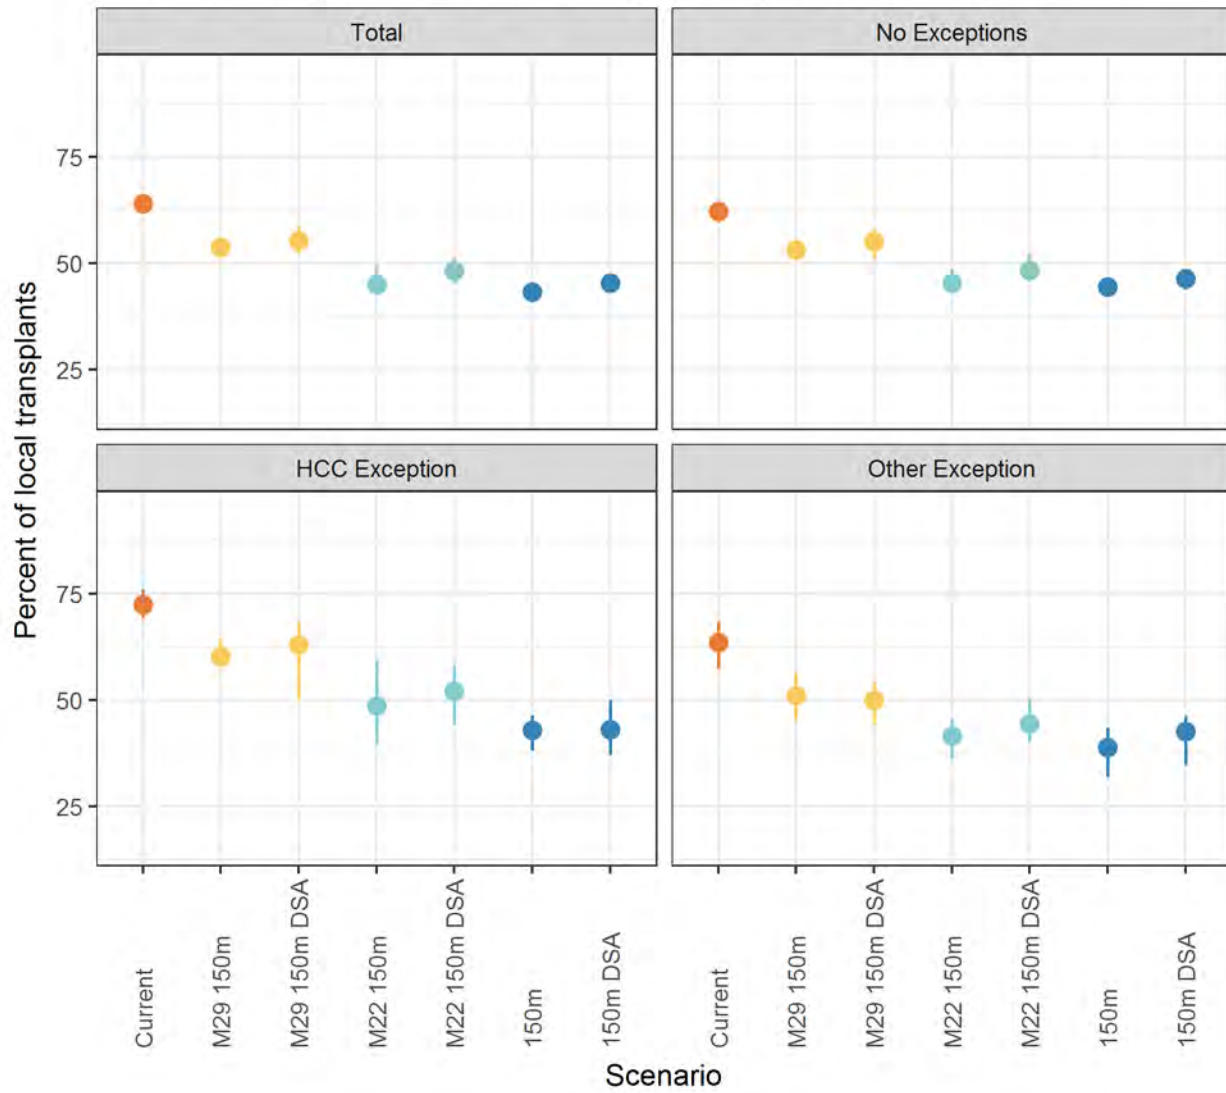 Total
No Exceptions
75
50
25
HCC Exception
Other Exception
75
50
25
Percent of local transplants
Current
M29 150m
M29 150m DSA
M22 150m
M22 150m DSA
150m
150m DSA
Current
M29 150m
M29 150m DSA
M22 150m
M22 150m DSA
150m
150m DSA
Scenario